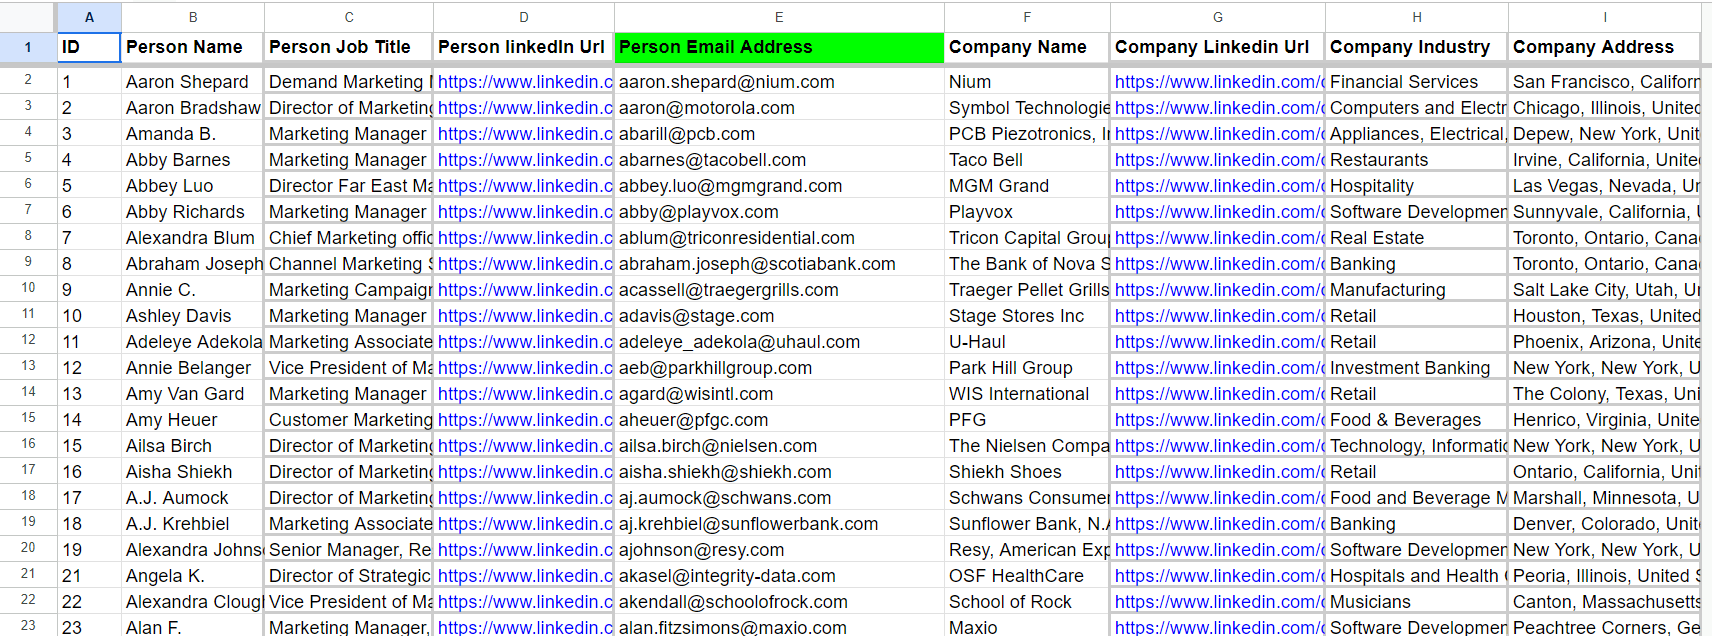 A B C D E F G H I
1 ID Person Name Person Job Title Person linkedIn Url Person Email Address Company Name Company Linkedin Url Company Industry Company Address
2 1 Aaron Shepard Demand Marketing https://www.linkedin.c aaron.shepard@nium.com Nium https://www.linkedin.com/ Financial Services San Francisco, Californ
3 2 Aaron Bradshaw Director of Marketing aaron@motorola.com https://www.linkedin.c Symbol Technologie https://www.linkedin.com/ Computers and Electr Chicago, Illinois, United
4 3 Amanda B. Marketing Manager https://www.linkedin.c abarill@pcb.com PCB Piezotronics, I https://www.linkedin.com/ Appliances, Electrical, Depew, New York, Unit
5 4 Abby Barnes Marketing Manager https://www.linkedin.c abarnes@tacobell.com Taco Bell https://www.linkedin.com/ Restaurants Irvine, California, Unite
6 5 Abbey Luo Director Far East Ma https://www.linkedin.c abbey.luo@mgmgrand.com MGM Grand https://www.linkedin.com/ Hospitality Las Vegas, Nevada, Un
7 6 Abby Richards Marketing Manager https://www.linkedin.c abby@playvox.com Playvox https://www.linkedin.com/ Software Developmen Sunnyvale, California,
8 7 Alexandra Blum Chief Marketing offic https://www.linkedin.c ablum@triconresidential.com Tricon Capital Grou https://www.linkedin.com/ Real Estate Toronto, Ontario, Cana
9 8 Abraham Joseph Channel Marketing S https://www.linkedin.c abraham.joseph@scotiabank.com The Bank of Nova S https://www.linkedin.com/ Banking Toronto, Ontario, Cana
10 9 Annie C. Marketing Campaign https://www.linkedin.c acassell@traegergrills.com Traeger Pellet Grills https://www.linkedin.com/ Manufacturing Salt Lake City, Utah, Un
11 10 Ashley Davis Marketing Manager https://www.linkedin.c adavis@stage.com Stage Stores Inc https://www.linkedin.com/ Retail Houston, Texas, United
12 11 Adeleye Adekola Marketing Associate https://www.linkedin.c adeleye_adekola@uhaul.com U-Haul https://www.linkedin.com/ Retail Phoenix, Arizona, Unite
13 12 Annie Belanger Vice President of Ma https://www.linkedin.c aeb@parkhillgroup.com Park Hill Group https://www.linkedin.com/ Investment Banking New York, New York, U
14 13 Amy Van Gard Marketing Manager https://www.linkedin.c agard@wisintl.com WIS International https://www.linkedin.com/ Retail The Colony, Texas, Uni
15 14 Amy Heuer Customer Marketing https://www.linkedin.c aheuer@pfgc.com PFG https://www.linkedin.com/ Food & Beverages Henrico, Virginia, Unite
16 15 Ailsa Birch Director of Marketing https://www.linkedin.c ailsa.birch@nielsen.com The Nielsen Compa https://www.linkedin.com/ Technology, Informatio New York, New York, U
17 16 Aisha Shiekh Director of Marketing https://www.linkedin.c aisha.shiekh@shiekh.com Shiekh Shoes https://www.linkedin.com/ Retail Ontario, California, Unit
18 17 A.J. Aumock Director of Marketing https://www.linkedin.c aj.aumock@schwans.com Schwans Consumer https://www.linkedin.com/ Food and Beverage M Marshall, Minnesota, U
19 18 A.J. Krehbiel Marketing Associate https://www.linkedin.c aj.krehbiel@sunflowerbank.com Sunflower Bank, N.A https://www.linkedin.com/ Banking Denver, Colorado, Unit
20 19 Alexandra Johns Senior Manager, Re https://www.linkedin.c ajohnson@resy.com Resy, American Exp https://www.linkedin.com/ Software Developmen New York, New York, U
21 21 Angela K. Director of Strategic https://www.linkedin.c akasel@integrity-data.com OSF HealthCare https://www.linkedin.com/ Hospitals and Health Peoria, Illinois, United S
22 22 Alexandra Cloug Vice President of Ma https://www.linkedin.c akendall@schoolofrock.com School of Rock https://www.linkedin.com/ Musicians Canton, Massachusetts
23 23 Alan F. Marketing Manager, https://www.linkedin.c alan.fitzsimons@maxio.com Maxio https://www.linkedin.com/ Software Developmen Peachtree Corners, Ge